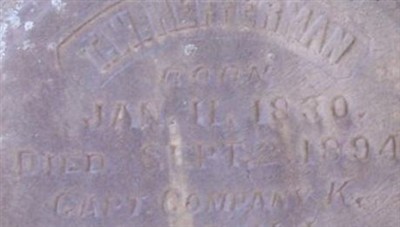 BORN
JAN. 11, 1830.
DIED SEPT. 2, 1894
CAPT. COMPANY K.